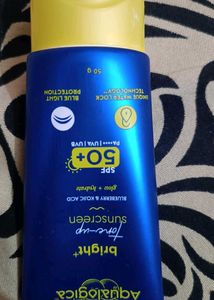 Aqualogica
bright+
Tone-up
sunscreen
BLUEBERRY & KOJIC ACID
glow + hydrate
SPF
50+
PA++++ | UVA | UVB
UNIQUE WATER LOCK
TECHNOLOGY
BLUE LIGHT
PROTECTION
50 g